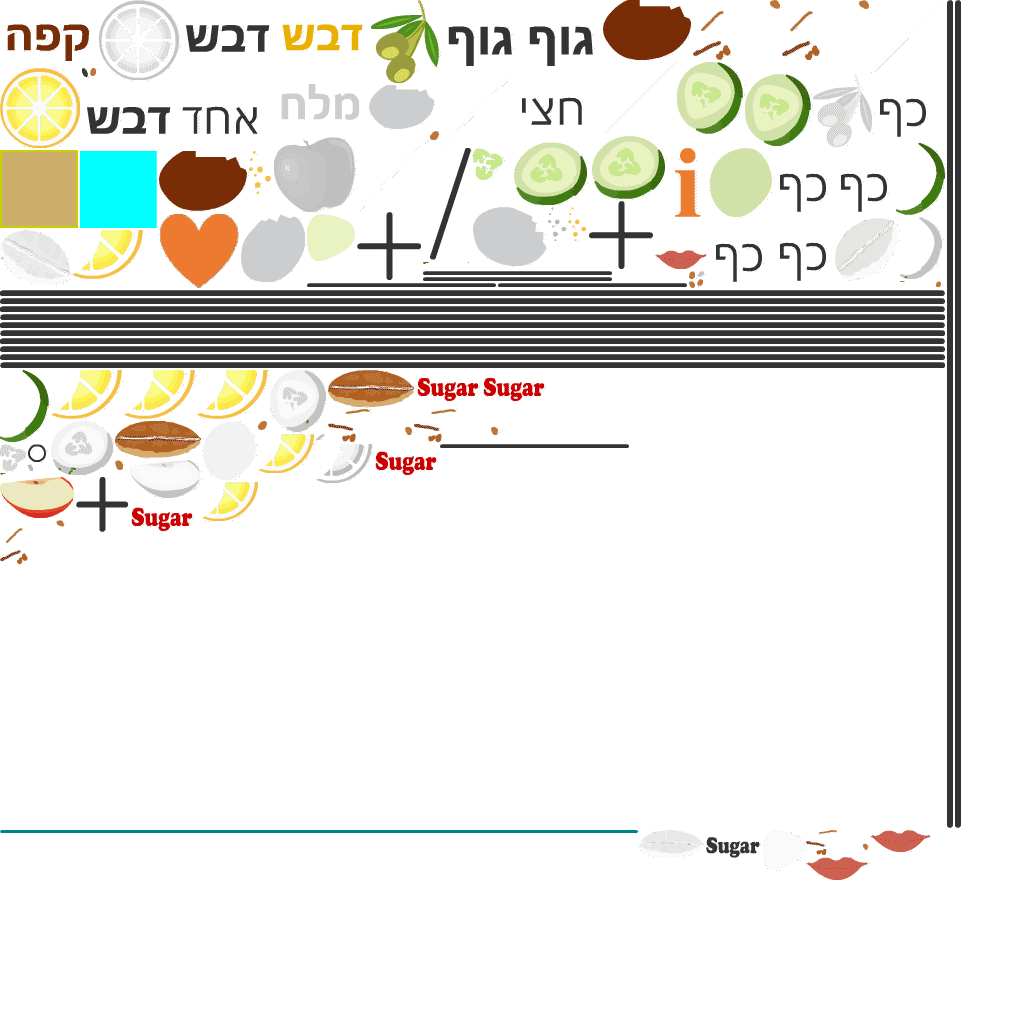 קפה דבש דבש גוף גוף
דבש אחד מלח חצי כף
i כף כף
כף כף
Sugar Sugar
Sugar
Sugar
Sugar